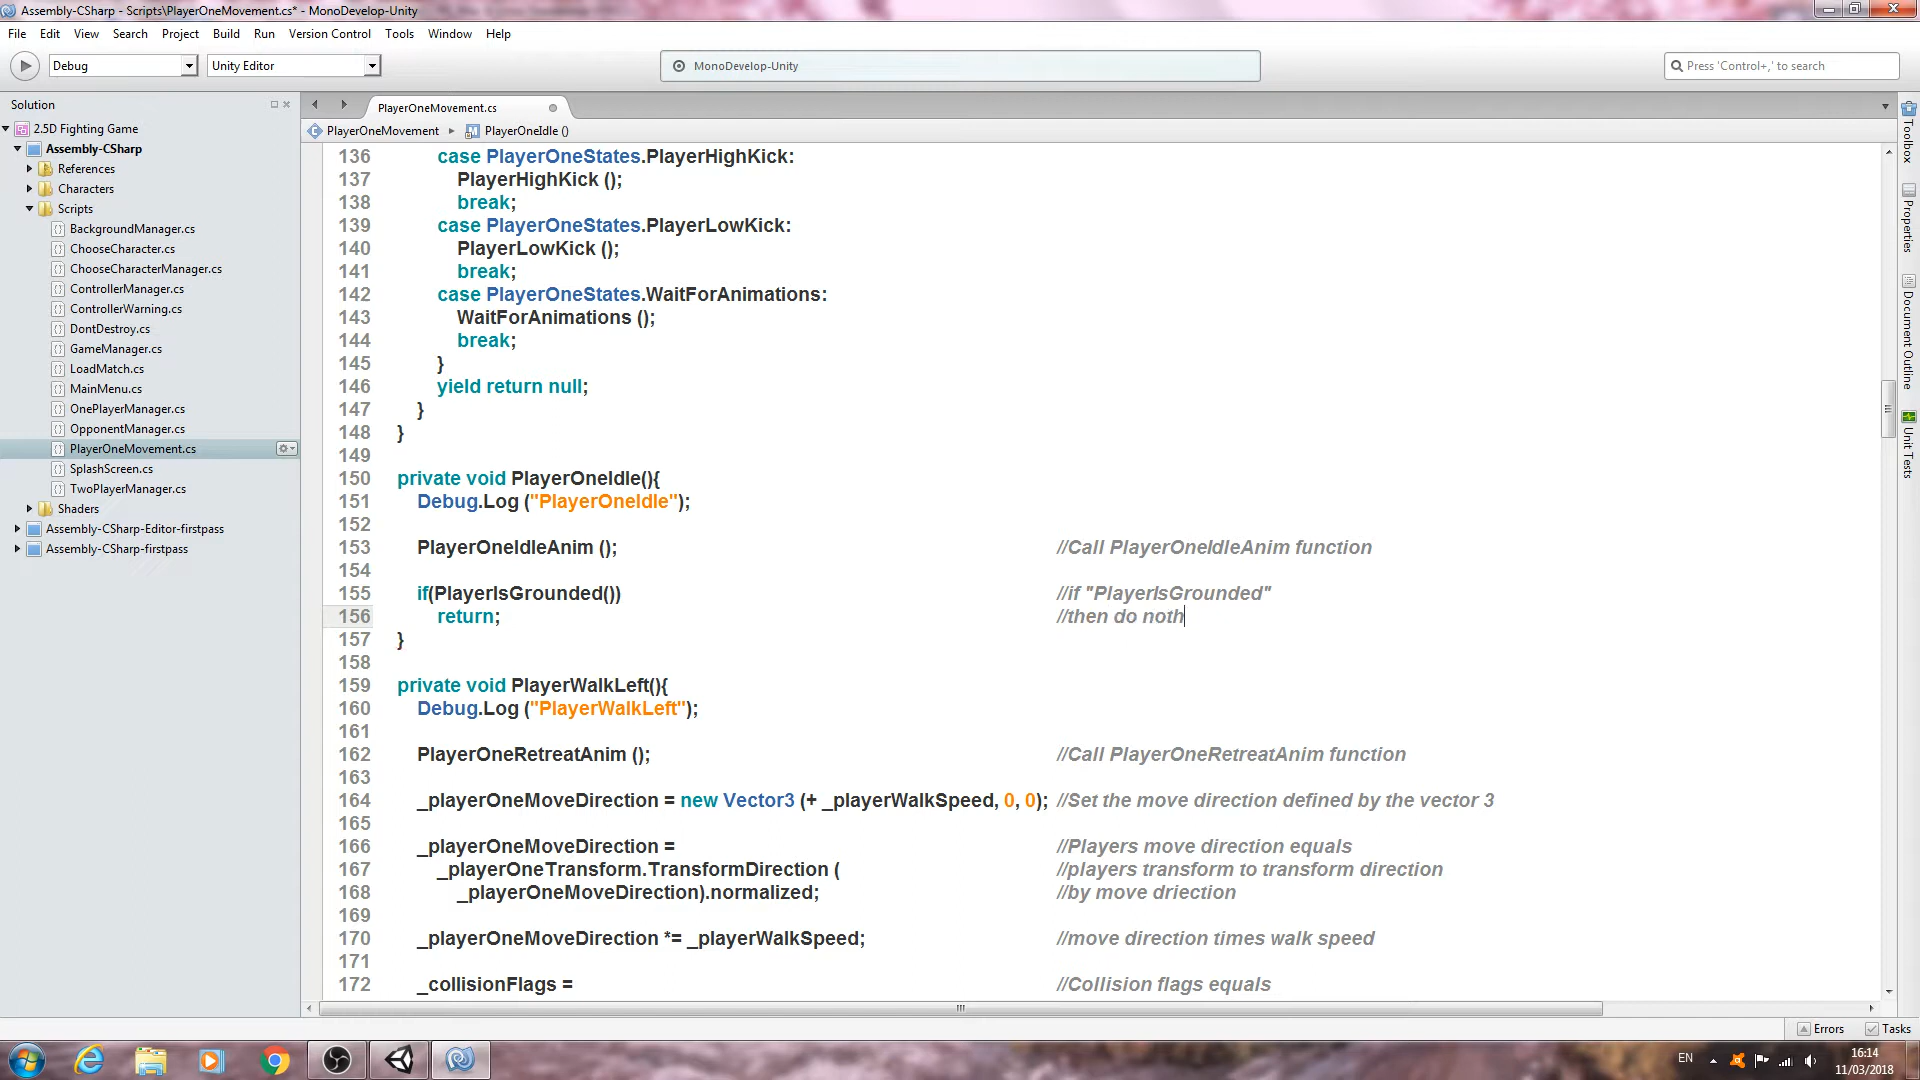 Assembly-CSharp - Scripts\PlayerOneMovement.cs* - MonoDevelop-Unity
File Edit View Search Project Build Run Version Control Tools Window Help
Debug Unity Editor MonoDevelop-Unity Press 'Control+,' to search
Solution
2.5D Fighting Game
Assembly-CSharp
References
Characters
Scripts
BackgroundManager.cs
ChooseCharacter.cs
ChooseCharacterManager.cs
ControllerManager.cs
ControllerWarning.cs
DontDestroy.cs
GameManager.cs
LoadMatch.cs
MainMenu.cs
OnePlayerManager.cs
OpponentManager.cs
PlayerOneMovement.cs
SplashScreen.cs
TwoPlayerManager.cs
Shaders
Assembly-CSharp-Editor-firstpass
Assembly-CSharp-firstpass
PlayerOneMovement.cs
PlayerOneMovement PlayerOneIdle ()
136 case PlayerOneStates.PlayerHighKick:
137 PlayerHighKick ();
138 break;
139 case PlayerOneStates.PlayerLowKick:
140 PlayerLowKick ();
141 break;
142 case PlayerOneStates.WaitForAnimations:
143 WaitForAnimations ();
144 break;
145 }
146 yield return null;
147 }
148 }
149
150 private void PlayerOneIdle(){
151 Debug.Log ("PlayerOneIdle");
152
153 PlayerOneIdleAnim (); //Call PlayerOneIdleAnim function
154
155 if(PlayerIsGrounded()) //if "PlayerIsGrounded"
156 return; //then do noth
157 }
158
159 private void PlayerWalkLeft(){
160 Debug.Log ("PlayerWalkLeft");
161
162 PlayerOneRetreatAnim (); //Call PlayerOneRetreatAnim function
163
164 _playerOneMoveDirection = new Vector3 (+ _playerWalkSpeed, 0, 0); //Set the move direction defined by the vector 3
165
166 _playerOneMoveDirection = //Players move direction equals
167 _playerOneTransform.TransformDirection ( //players transform to transform direction
168 _playerOneMoveDirection).normalized; //by move driection
169
170 _playerOneMoveDirection *= _playerWalkSpeed; //move direction times walk speed
171
172 _collisionFlags = //Collision flags equals
Toolbox
Properties
Document Outline
Unit Tests
Errors Tasks
EN
16:14
11/03/2018